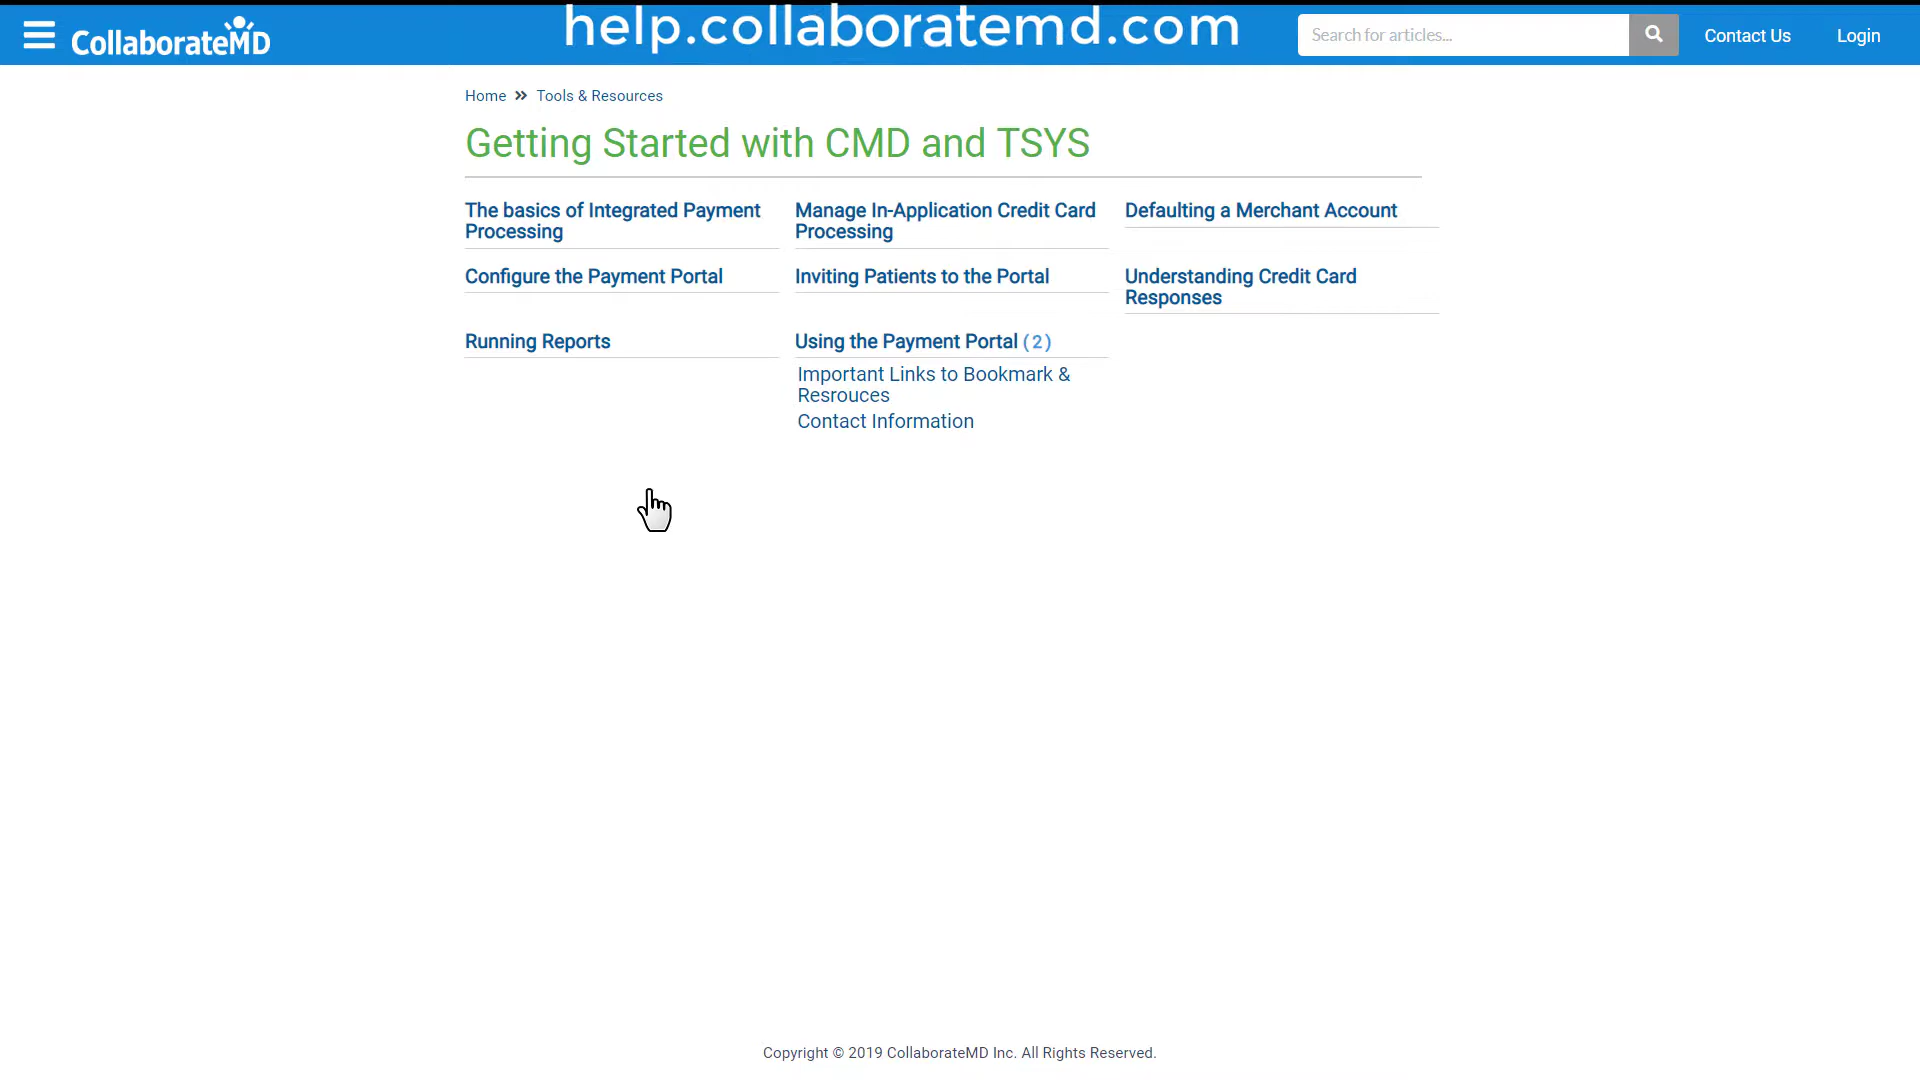 CollaborateMD
help.collaboratemd.com
Search for articles...
Contact Us
Login
Home » Tools & Resources
Getting Started with CMD and TSYS
The basics of Integrated Payment
Processing
Manage In-Application Credit Card
Processing
Defaulting a Merchant Account
Configure the Payment Portal
Inviting Patients to the Portal
Understanding Credit Card
Responses
Running Reports
Using the Payment Portal (2)
Important Links to Bookmark &
Resrouces
Contact Information
Copyright © 2019 CollaborateMD Inc. All Rights Reserved.